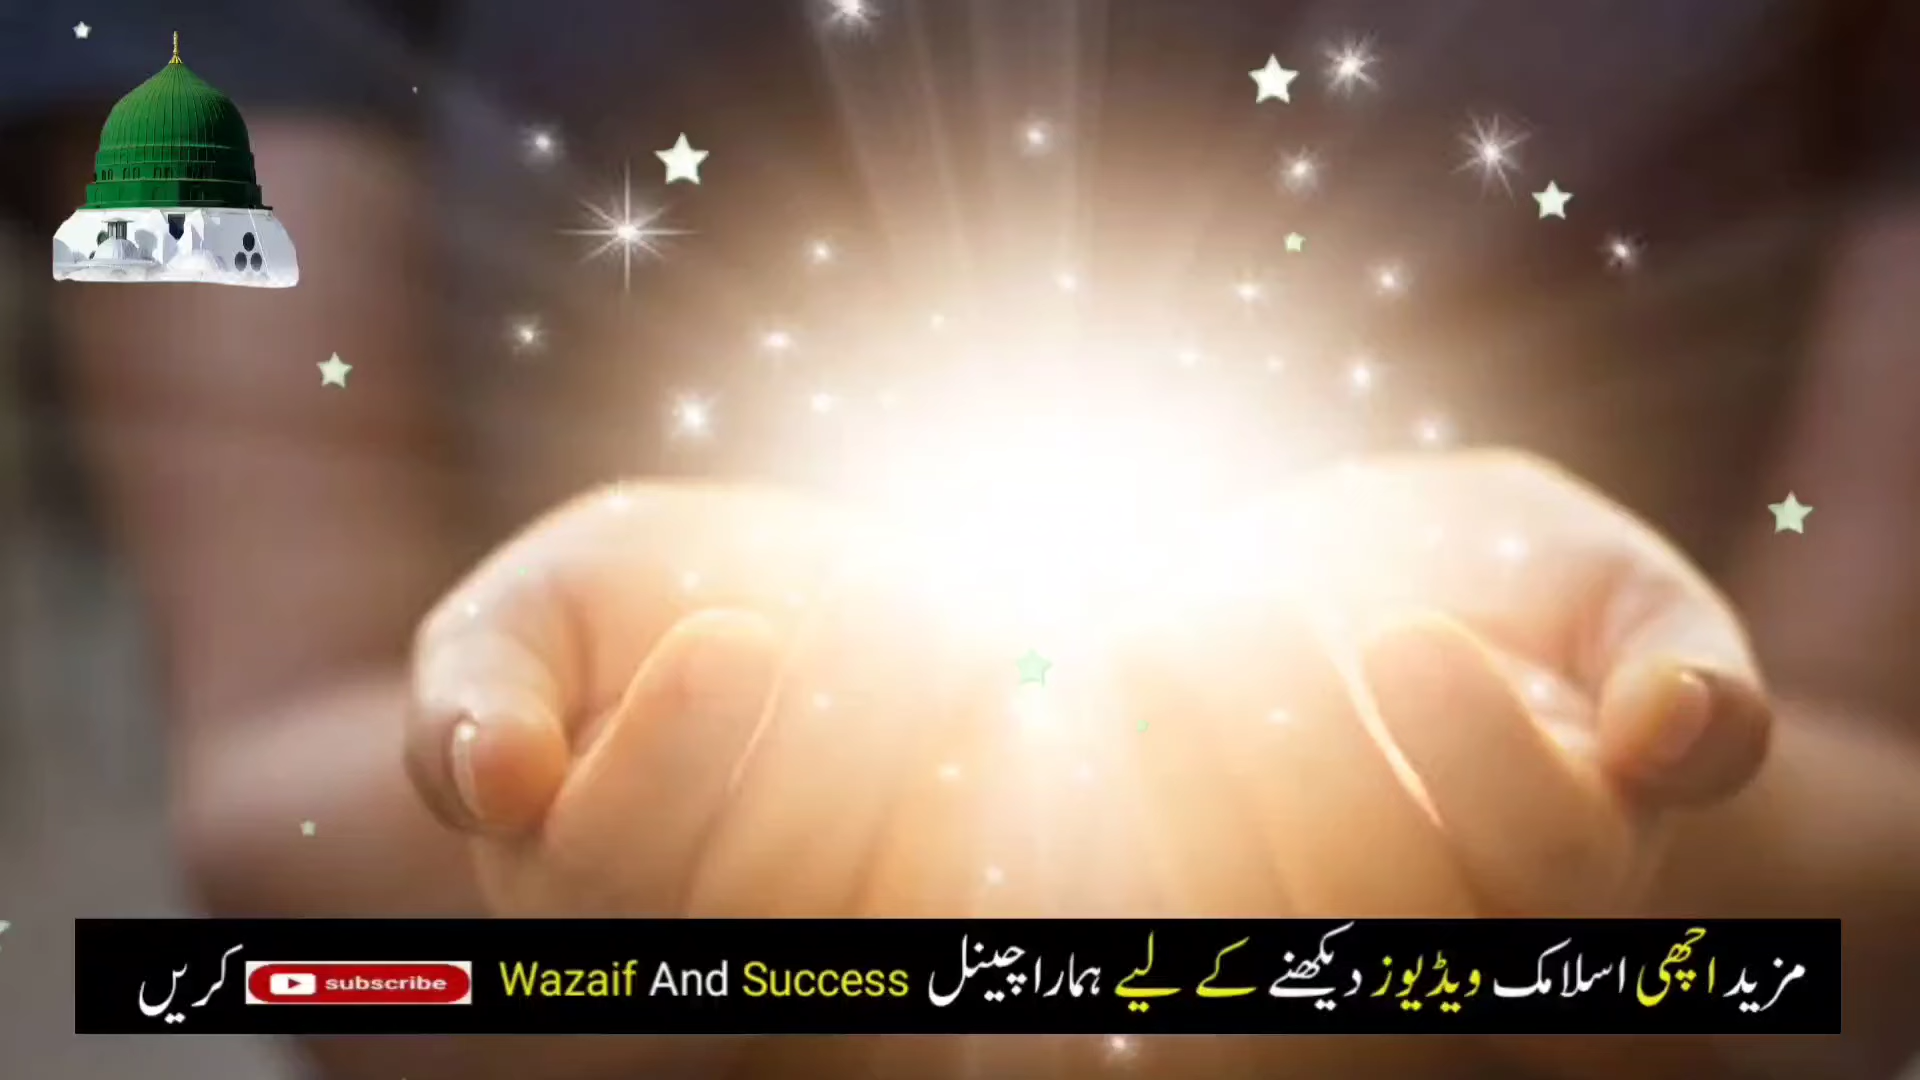 مزید اچھی اسلامک ویڈیوز دیکھنے کے لیے ہمارا چینل Wazaif And Success subscribe کریں